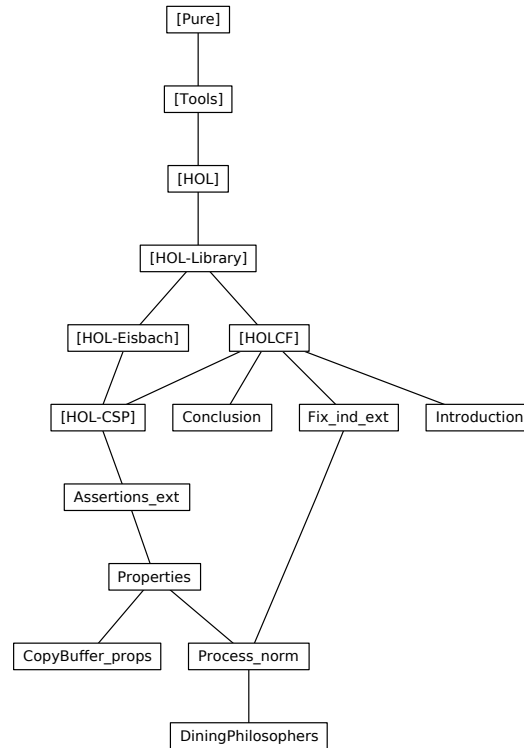 [Pure]
[Tools]
[HOL]
[HOL-Library]
[HOL-Eisbach]
[HOLCF]
[HOL-CSP]
Conclusion
Fix_ind_ext
Introduction
Assertions_ext
Properties
CopyBuffer_props
Process_norm
DiningPhilosophers